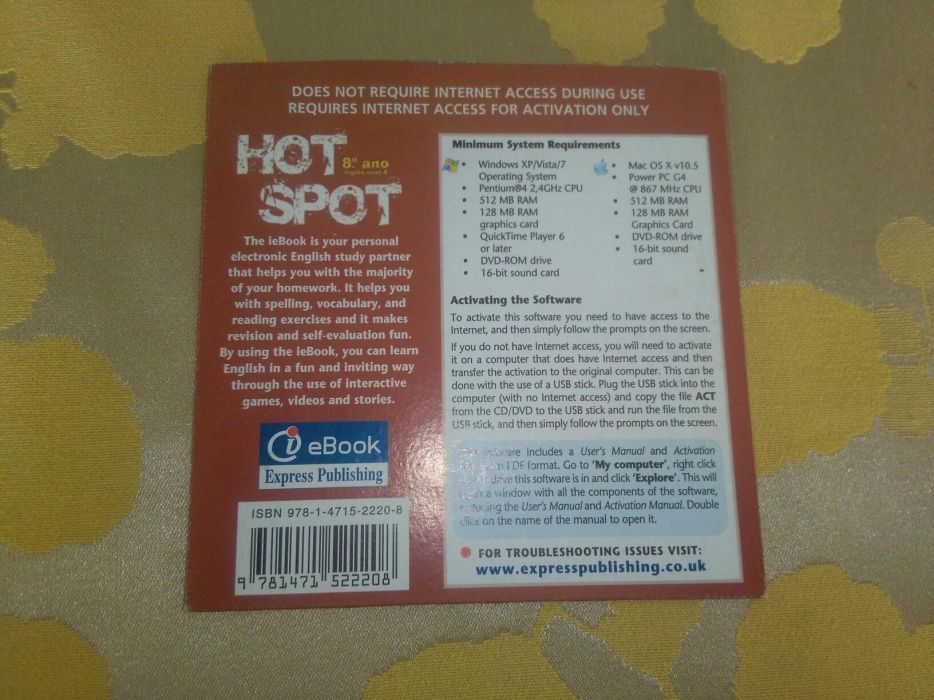 DOES NOT REQUIRE INTERNET ACCESS DURING USE
REQUIRES INTERNET ACCESS FOR ACTIVATION ONLY
HOT
8.º ano
SPOT
The ieBook is your personal
electronic English study partner
that helps you with the majority
of your homework. It helps you
with spelling, vocabulary, and
reading exercises and it makes
revision and self-evaluation fun.
By using the ieBook, you can learn
English in a fun and inviting way
through the use of interactive
games, videos and stories.
i eBook
Express Publishing
ISBN 978-1-4715-2220-8
9 781471 522208
Minimum System Requirements
• Windows XP/Vista/7
Operating System
• Pentium®4 2,4GHz CPU
• 512 MB RAM
• 128 MB RAM
graphics card
• QuickTime Player 6
or later
• DVD-ROM drive
• 16-bit sound card
• Mac OS X v10.5
• Power PC G4
@ 867 MHz CPU
• 512 MB RAM
• 128 MB RAM
Graphics Card
• DVD-ROM drive
• 16-bit sound
card
Activating the Software
To activate this software you need to have access to the
Internet, and then simply follow the prompts on the screen.
If you do not have Internet access, you will need to activate
it on a computer that does have Internet access and then
transfer the activation to the original computer. This can be
done with the use of a USB stick. Plug the USB stick into the
computer (with no Internet access) and copy the file ACT
from the CD/DVD to the USB stick and run the file from the
USB stick, and then simply follow the prompts on the screen.
software includes a User's Manual and Activation
format. Go to 'My computer', right click
drive this software is in and click 'Explore'. This will
a window with all the components of the software,
including the User's Manual and Activation Manual. Double
click on the name of the manual to open it.
FOR TROUBLESHOOTING ISSUES VISIT:
www.expresspublishing.co.uk